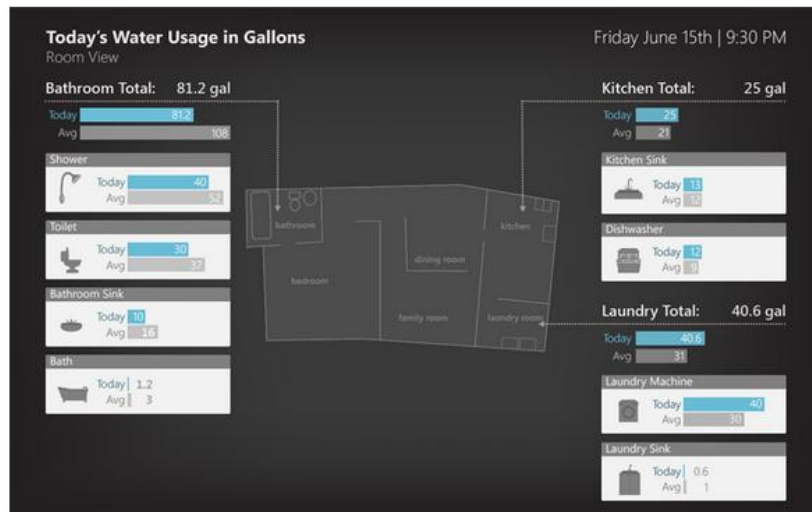 Today's Water Usage in Gallons
Friday June 15th | 9:30 PM
Room View
Bathroom Total: 81.2 gal
Today 81.2
Avg 108
Shower
Today 40
Avg 52
Toilet
Today 30
Avg 37
Bathroom Sink
Today 10
Avg 16
Bath
Today 1.2
Avg 3
bathroom
bedroom
dining room
family room
kitchen
laundry room
Kitchen Total: 25 gal
Today 25
Avg 21
Kitchen Sink
Today 13
Avg 12
Dishwasher
Today 12
Avg 9
Laundry Total: 40.6 gal
Today 40.6
Avg 31
Laundry Machine
Today 40
Avg 30
Laundry Sink
Today 0.6
Avg 1